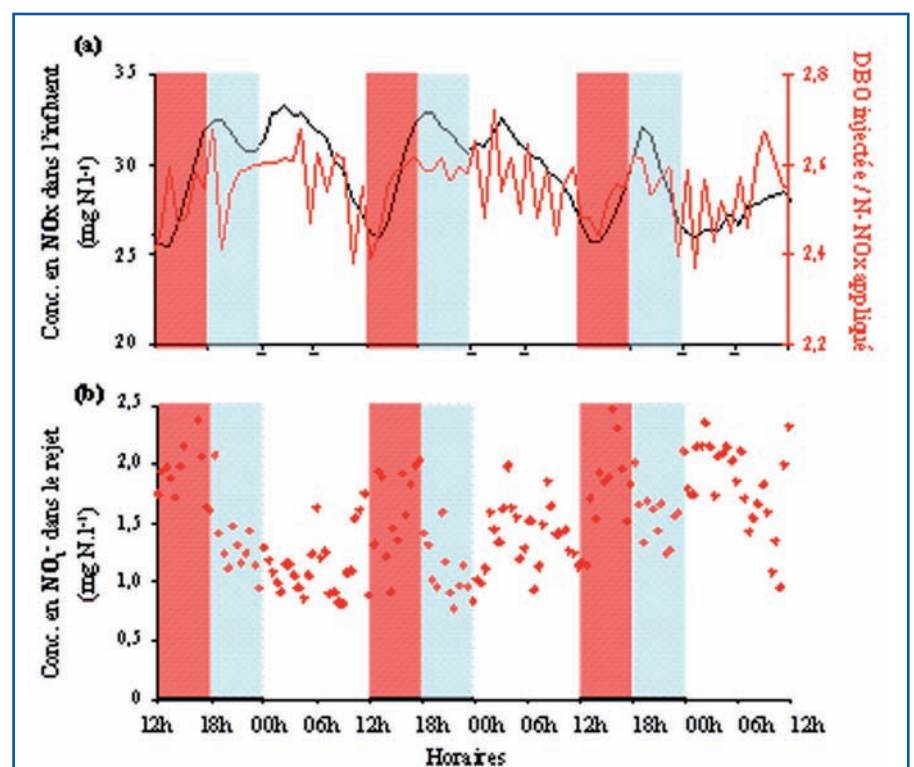 (a)
Conc. en NOx dans l'influent
(mg N.l⁻¹)
35
30
25
20
2,8
2,6
2,4
2,2
DBO injectée / N-NOx appliqué
(b)
Conc. en NO₂⁻ dans le rejet
(mg N.l⁻¹)
2,5
2,0
1,5
1,0
0,5
0
12h 18h 00h 06h 12h 18h 00h 06h 12h 18h 00h 06h 12h
Horaires